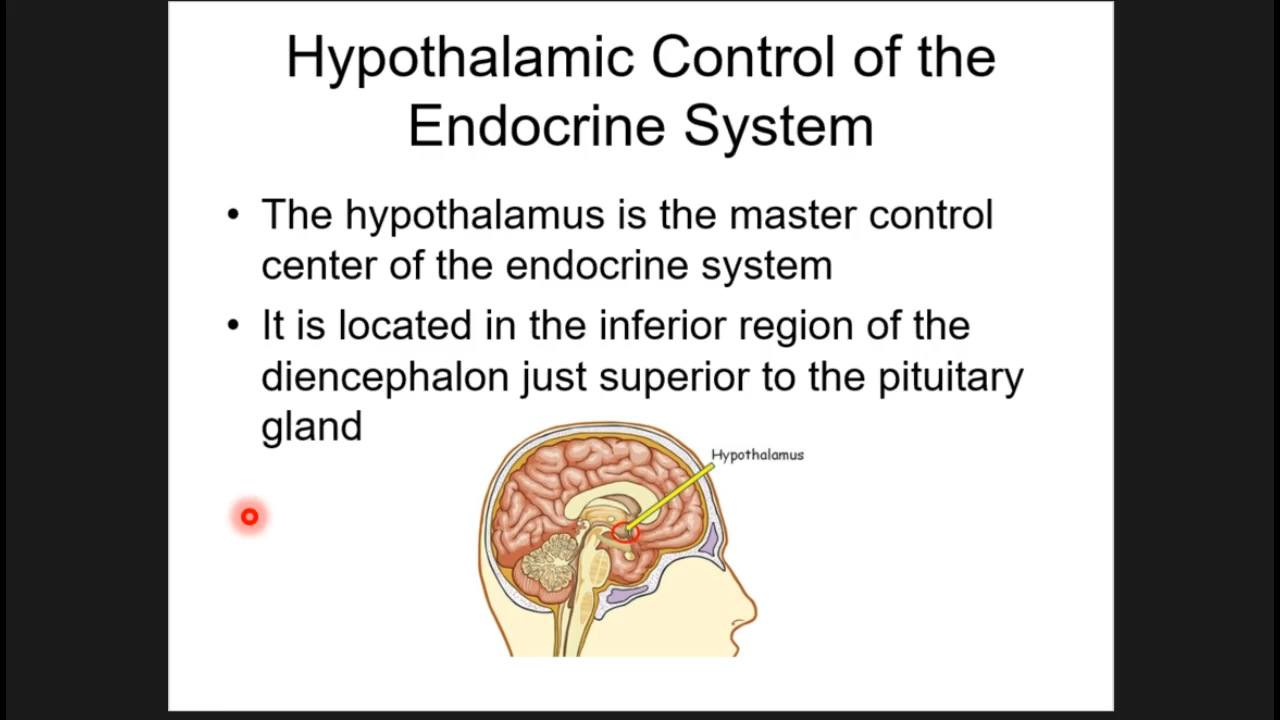 Hypothalamic Control of the
Endocrine System
• The hypothalamus is the master control
center of the endocrine system
• It is located in the inferior region of the
diencephalon just superior to the pituitary
gland
Hypothalamus